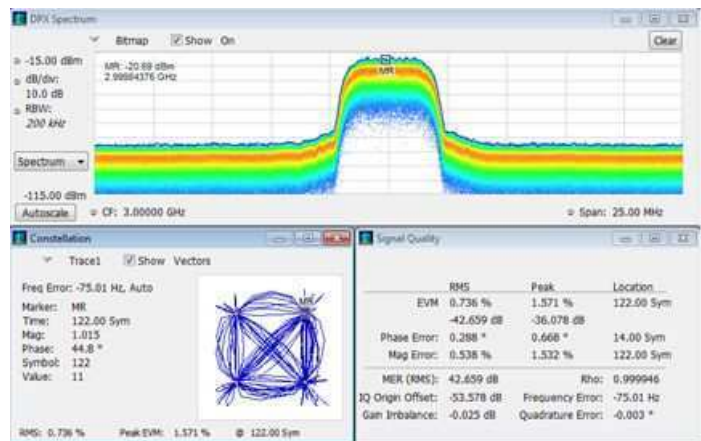 DPX Spectrum
Bitmap Show On Clear
-15.00 dBm
MR: -20.69 dBm
2.99984376 GHz
MR
dB/div:
10.0 dB
RBW:
200 kHz
Spectrum
-115.00 dBm
Autoscale CF: 3.00000 GHz Span: 25.00 MHz
Constellation
Trace1 Show Vectors
Freq Error: -75.01 Hz, Auto
Marker: MR
Time: 122.00 Sym
Mag: 1.015
Phase: 44.8 °
Symbol: 122
Value: 11
MR
RMS: 0.736 % Peak EVM: 1.571 % @ 122.00 Sym
Signal Quality
RMS Peak Location
EVM 0.736 % 1.571 % 122.00 Sym
-42.659 dB -36.078 dB
Phase Error: 0.288 ° 0.668 ° 14.00 Sym
Mag Error: 0.538 % 1.532 % 122.00 Sym
MER (RMS): 42.659 dB Rho: 0.999946
IQ Origin Offset: -53.578 dB Frequency Error: -75.01 Hz
Gain Imbalance: -0.025 dB Quadrature Error: -0.003 °